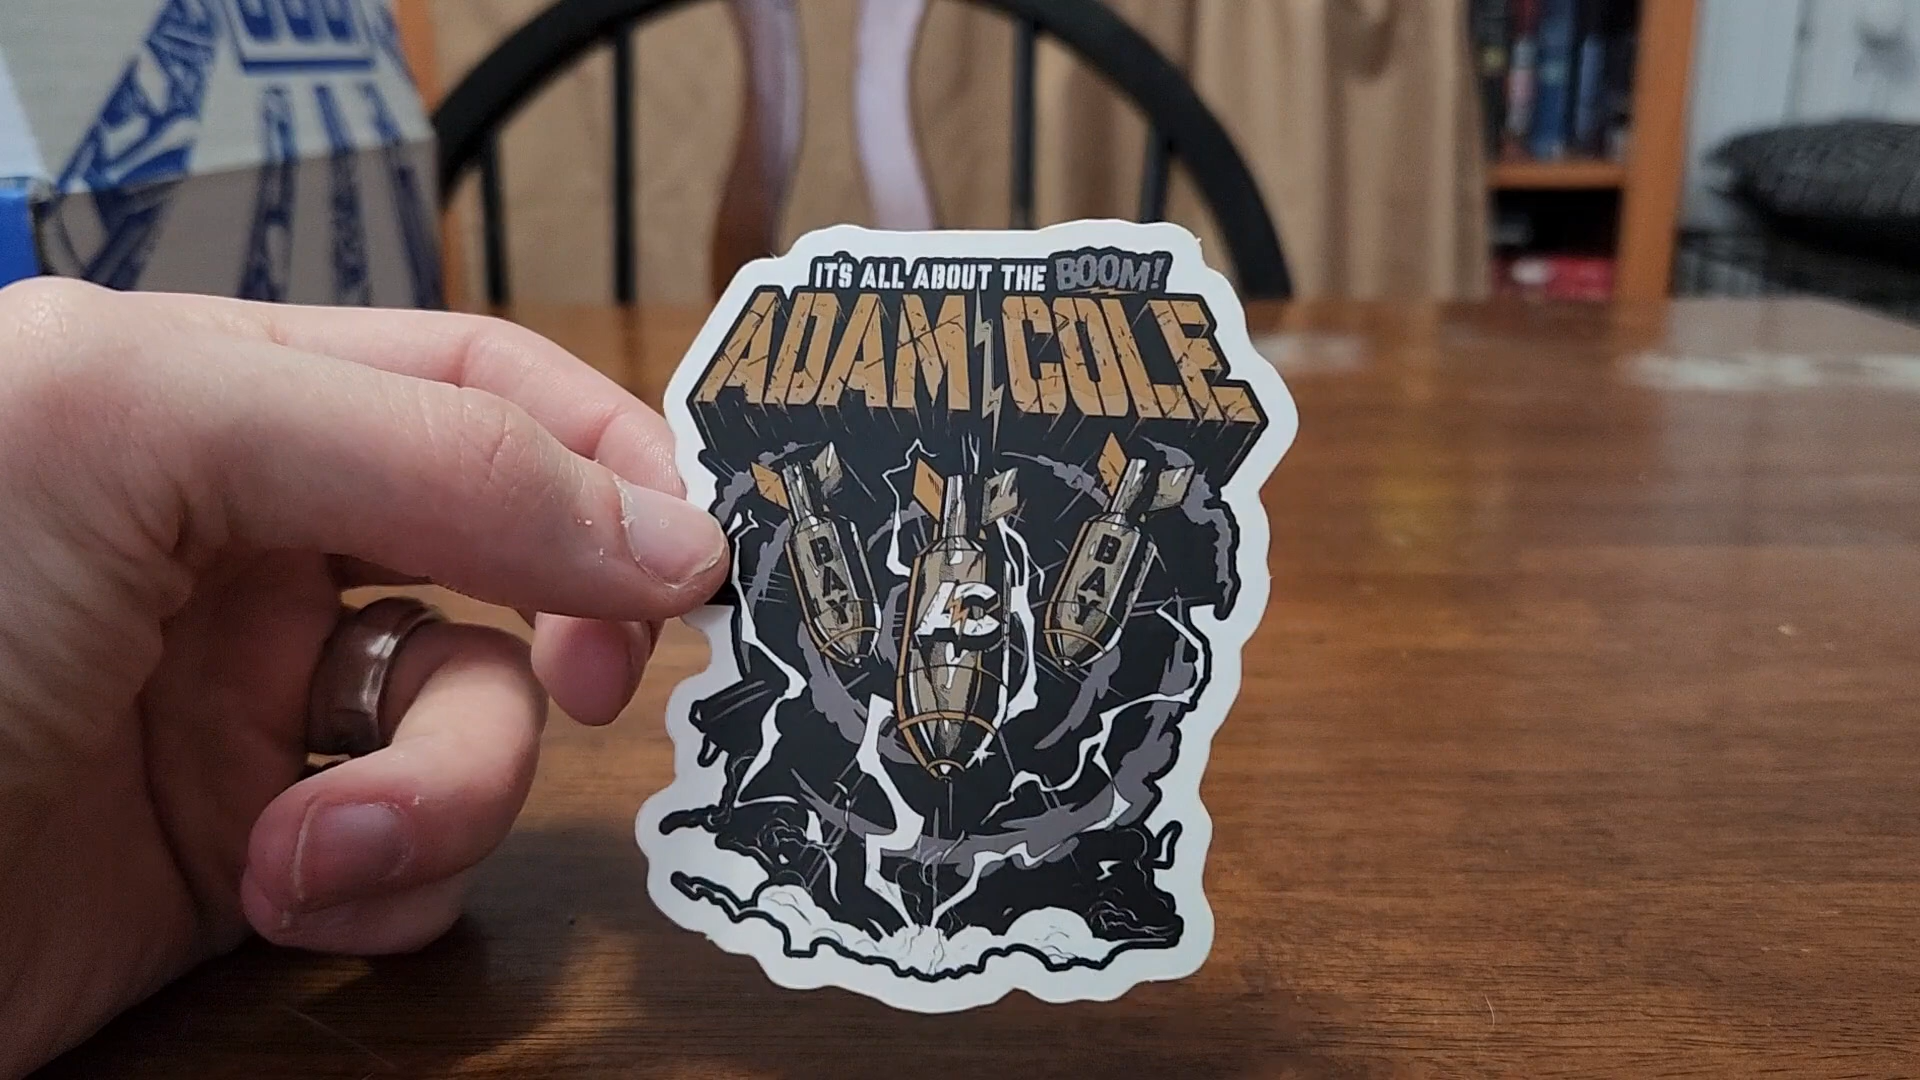 IT'S ALL ABOUT THE BOOM!
ADAM COLE
BAY
AC
BAY